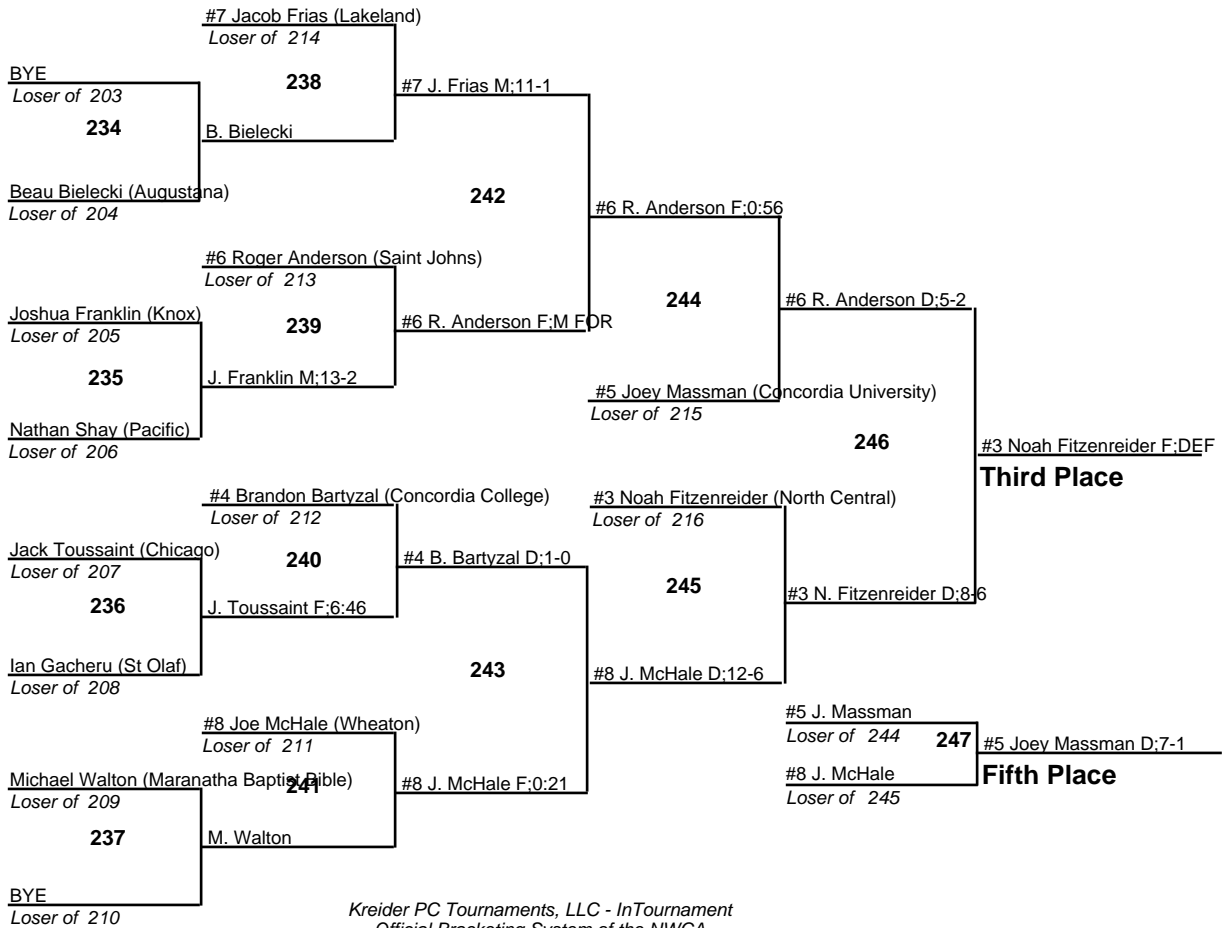 #7 Jacob Frias (Lakeland)
Loser of 214
BYE
Loser of 203
238
#7 J. Frias M;11-1
234
B. Bielecki
Beau Bielecki (Augustana)
Loser of 204
242
#6 R. Anderson F;0:56
#6 Roger Anderson (Saint Johns)
Loser of 213
Joshua Franklin (Knox)
Loser of 205
239
#6 R. Anderson F;M FOR
244
#6 R. Anderson D;5-2
235
J. Franklin M;13-2
#5 Joey Massman (Concordia University)
Loser of 215
Nathan Shay (Pacific)
Loser of 206
246
#3 Noah Fitzenreider F;DEF
Third Place
#4 Brandon Bartyzal (Concordia College)
Loser of 212
#3 Noah Fitzenreider (North Central)
Loser of 216
Jack Toussaint (Chicago)
Loser of 207
240
#4 B. Bartyzal D;1-0
245
#3 N. Fitzenreider D;8-6
236
J. Toussaint F;6:46
Ian Gacheru (St Olaf)
Loser of 208
243
#8 J. McHale D;12-6
#8 Joe McHale (Wheaton)
Loser of 211
#5 J. Massman
Loser of 244
247
#5 Joey Massman D;7-1
Fifth Place
#8 J. McHale
Loser of 245
Michael Walton (Maranatha Baptist Bible)
Loser of 209
241
#8 J. McHale F;0:21
237
M. Walton
BYE
Loser of 210
Kreider PC Tournaments, LLC - InTournament
Official Bracketing System of the NWCA